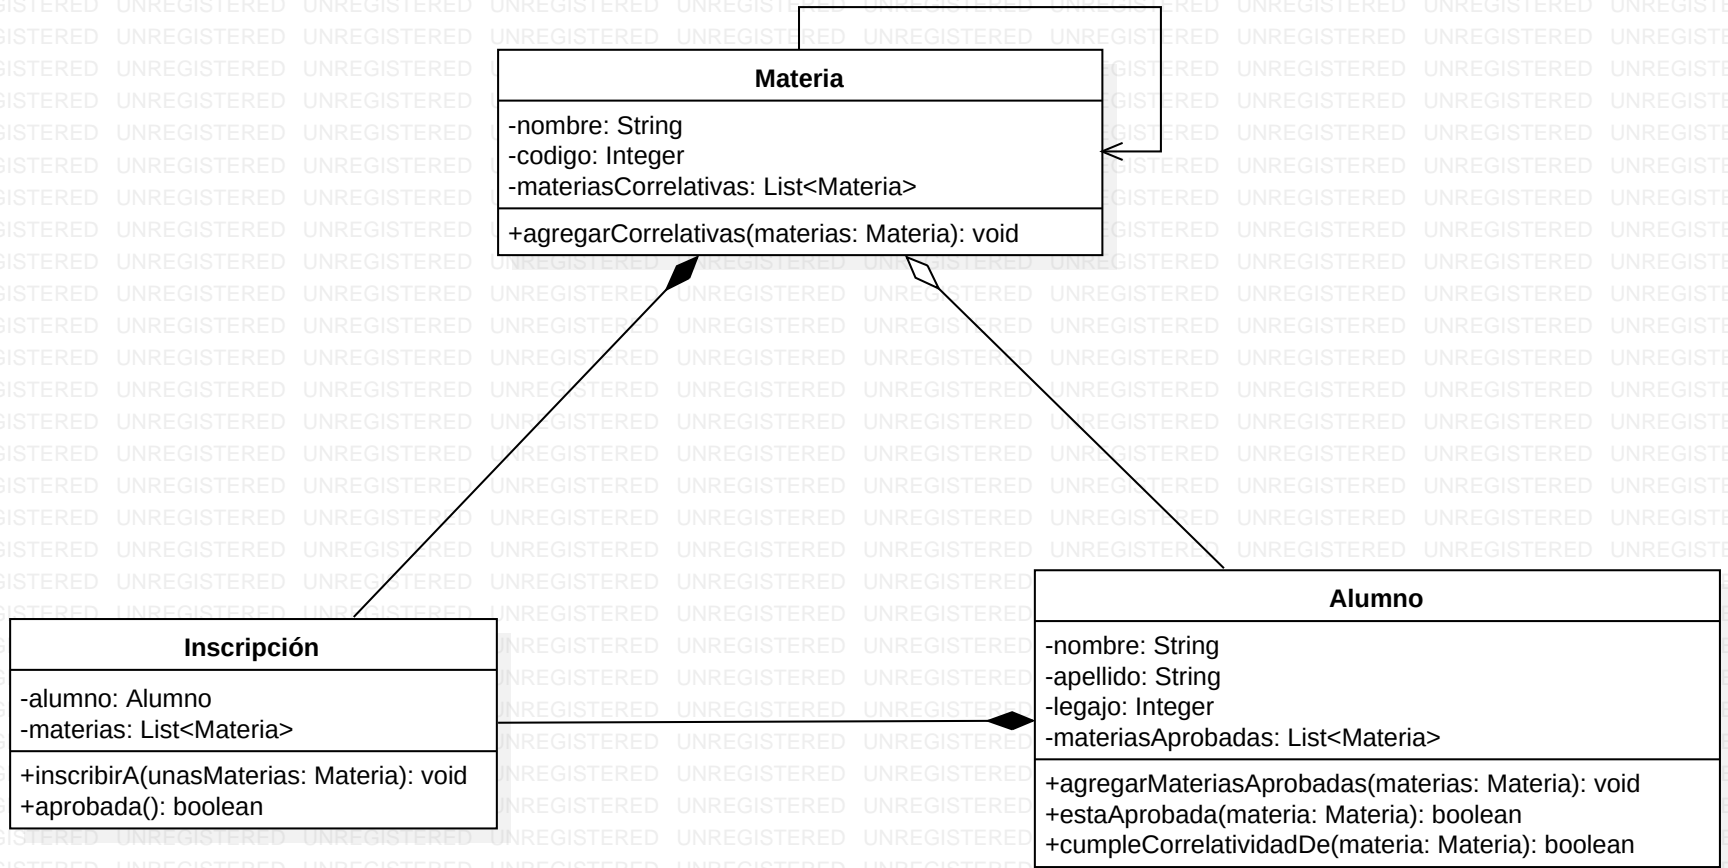 Materia
-nombre: String
-codigo: Integer
-materiasCorrelativas: List<Materia>
+agregarCorrelativas(materias: Materia): void
Inscripción
-alumno: Alumno
-materias: List<Materia>
+inscribirA(unasMaterias: Materia): void
+aprobada(): boolean
Alumno
-nombre: String
-apellido: String
-legajo: Integer
-materiasAprobadas: List<Materia>
+agregarMateriasAprobadas(materias: Materia): void
+estaAprobada(materia: Materia): boolean
+cumpleCorrelatividadDe(materia: Materia): boolean
UNREGISTERED